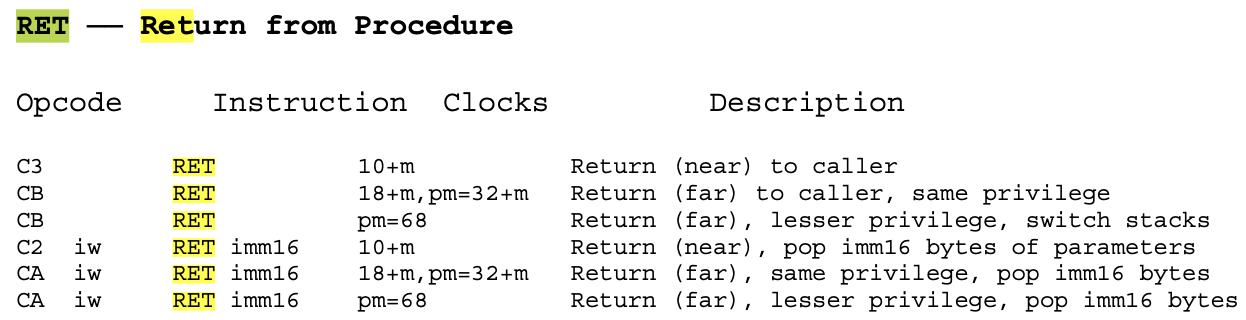 RET — Return from Procedure
Opcode Instruction Clocks Description
C3 RET 10+m Return (near) to caller
CB RET 18+m,pm=32+m Return (far) to caller, same privilege
CB RET pm=68 Return (far), lesser privilege, switch stacks
C2 iw RET imm16 10+m Return (near), pop imm16 bytes of parameters
CA iw RET imm16 18+m,pm=32+m Return (far), same privilege, pop imm16 bytes
CA iw RET imm16 pm=68 Return (far), lesser privilege, pop imm16 bytes